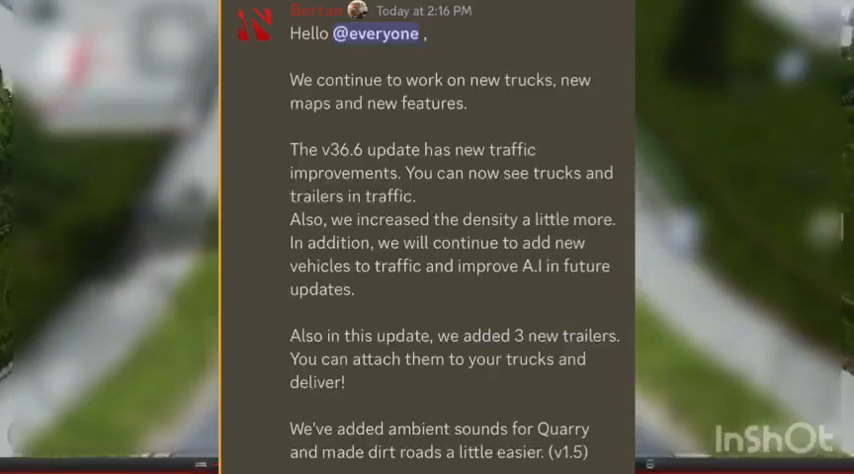 Bertan Today at 2:16 PM
Hello @everyone ,
We continue to work on new trucks, new
maps and new features.
The v36.6 update has new traffic
improvements. You can now see trucks and
trailers in traffic.
Also, we increased the density a little more.
In addition, we will continue to add new
vehicles to traffic and improve A.I in future
updates.
Also in this update, we added 3 new trailers.
You can attach them to your trucks and
deliver!
We've added ambient sounds for Quarry
and made dirt roads a little easier. (v1.5)
InShOt